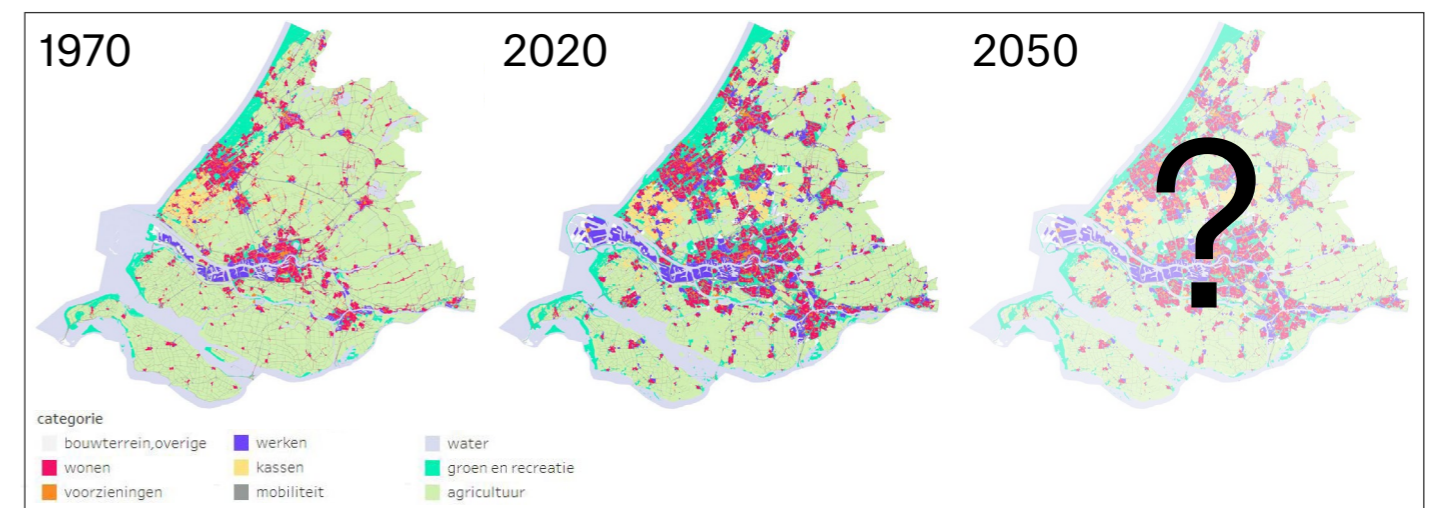 1970
2020
2050
?
categorie
bouwterrein,overige
werken
water
wonen
kassen
groen en recreatie
voorzieningen
mobiliteit
agricultuur